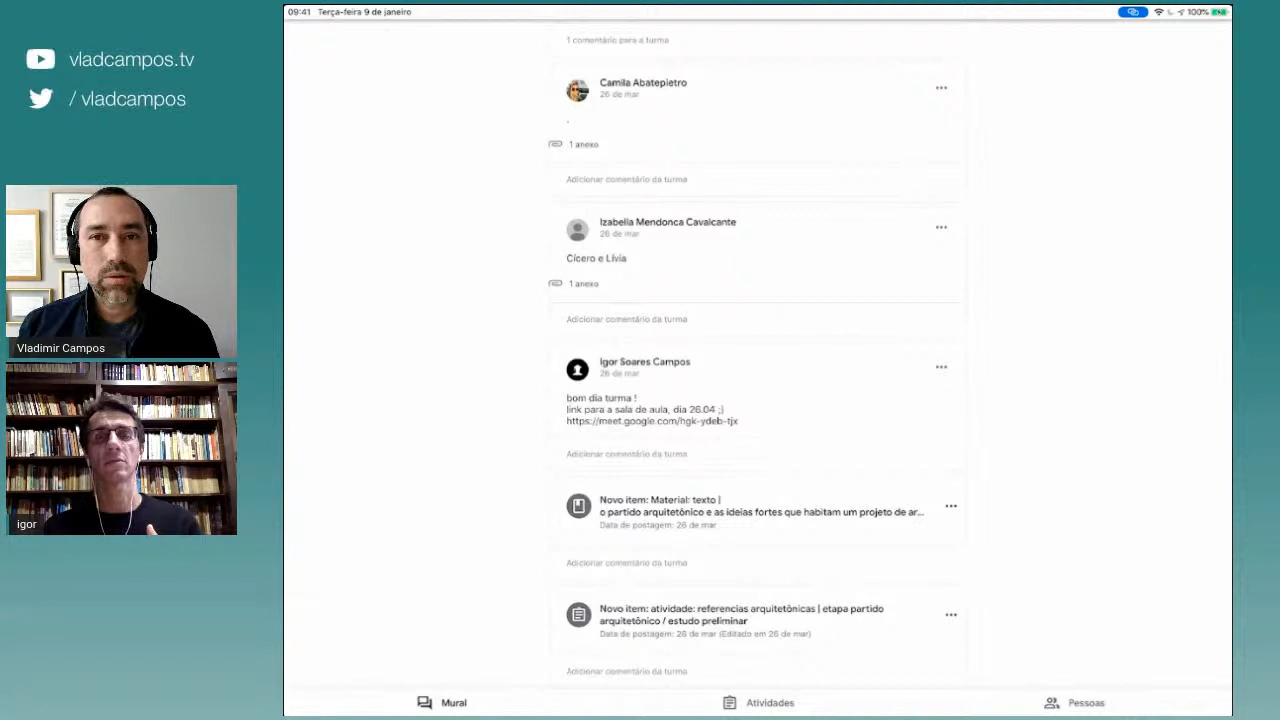 09:41 Terça-feira 9 de janeiro
100%
vladcampos.tv
/ vladcampos
Vladimir Campos
igor
1 comentário para a turma
Camila Abatepietro
26 de mar
.
1 anexo
Adicionar comentário da turma
Izabella Mendonca Cavalcante
26 de mar
Cícero e Lívia
1 anexo
Adicionar comentário da turma
Igor Soares Campos
26 de mar
bom dia turma !
link para a sala de aula, dia 26.04 ;)
https://meet.google.com/hgk-ydeb-tjx
Adicionar comentário da turma
Novo item: Material: texto |
o partido arquitetônico e as ideias fortes que habitam um projeto de ar...
Data de postagem: 26 de mar
Adicionar comentário da turma
Novo item: atividade: referencias arquitetônicas | etapa partido
arquitetônico / estudo preliminar
Data de postagem: 26 de mar (Editado em 26 de mar)
Adicionar comentário da turma
Mural
Atividades
Pessoas